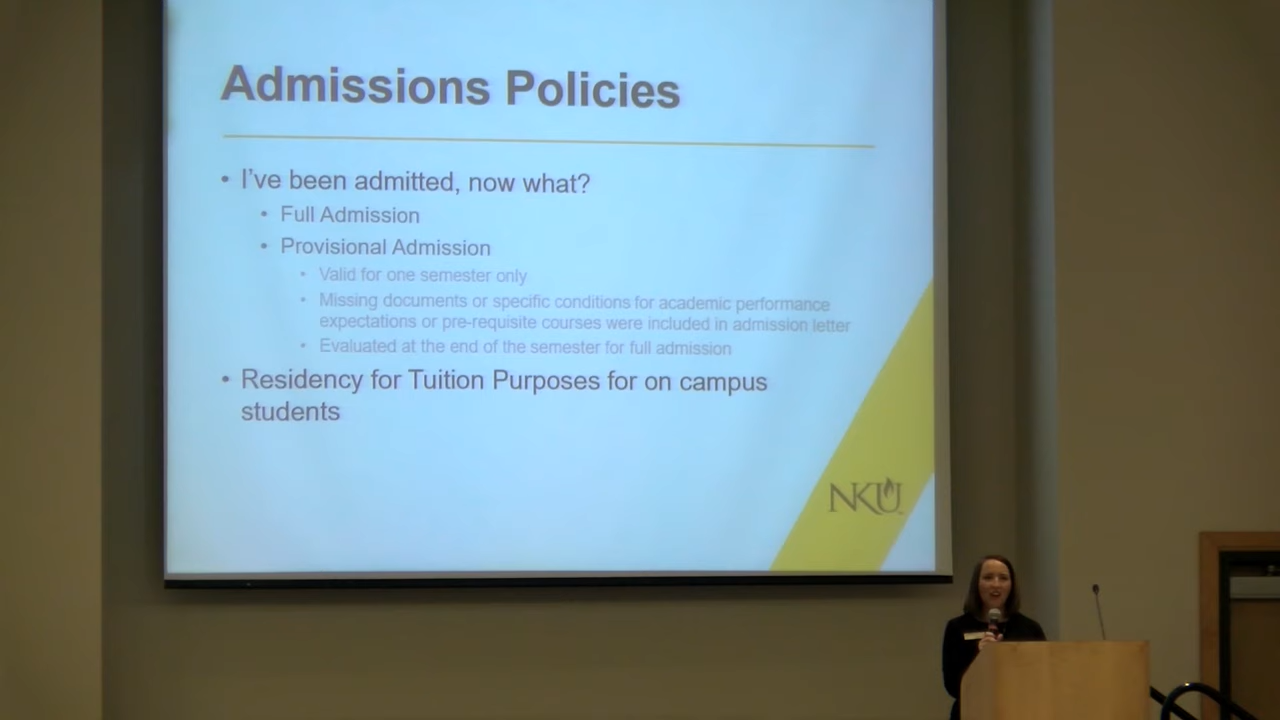 Admissions Policies
• I've been admitted, now what?
• Full Admission
• Provisional Admission
• Valid for one semester only
• Missing documents or specific conditions for academic performance
expectations or pre-requisite courses were included in admission letter
• Evaluated at the end of the semester for full admission
• Residency for Tuition Purposes for on campus
students
NKU